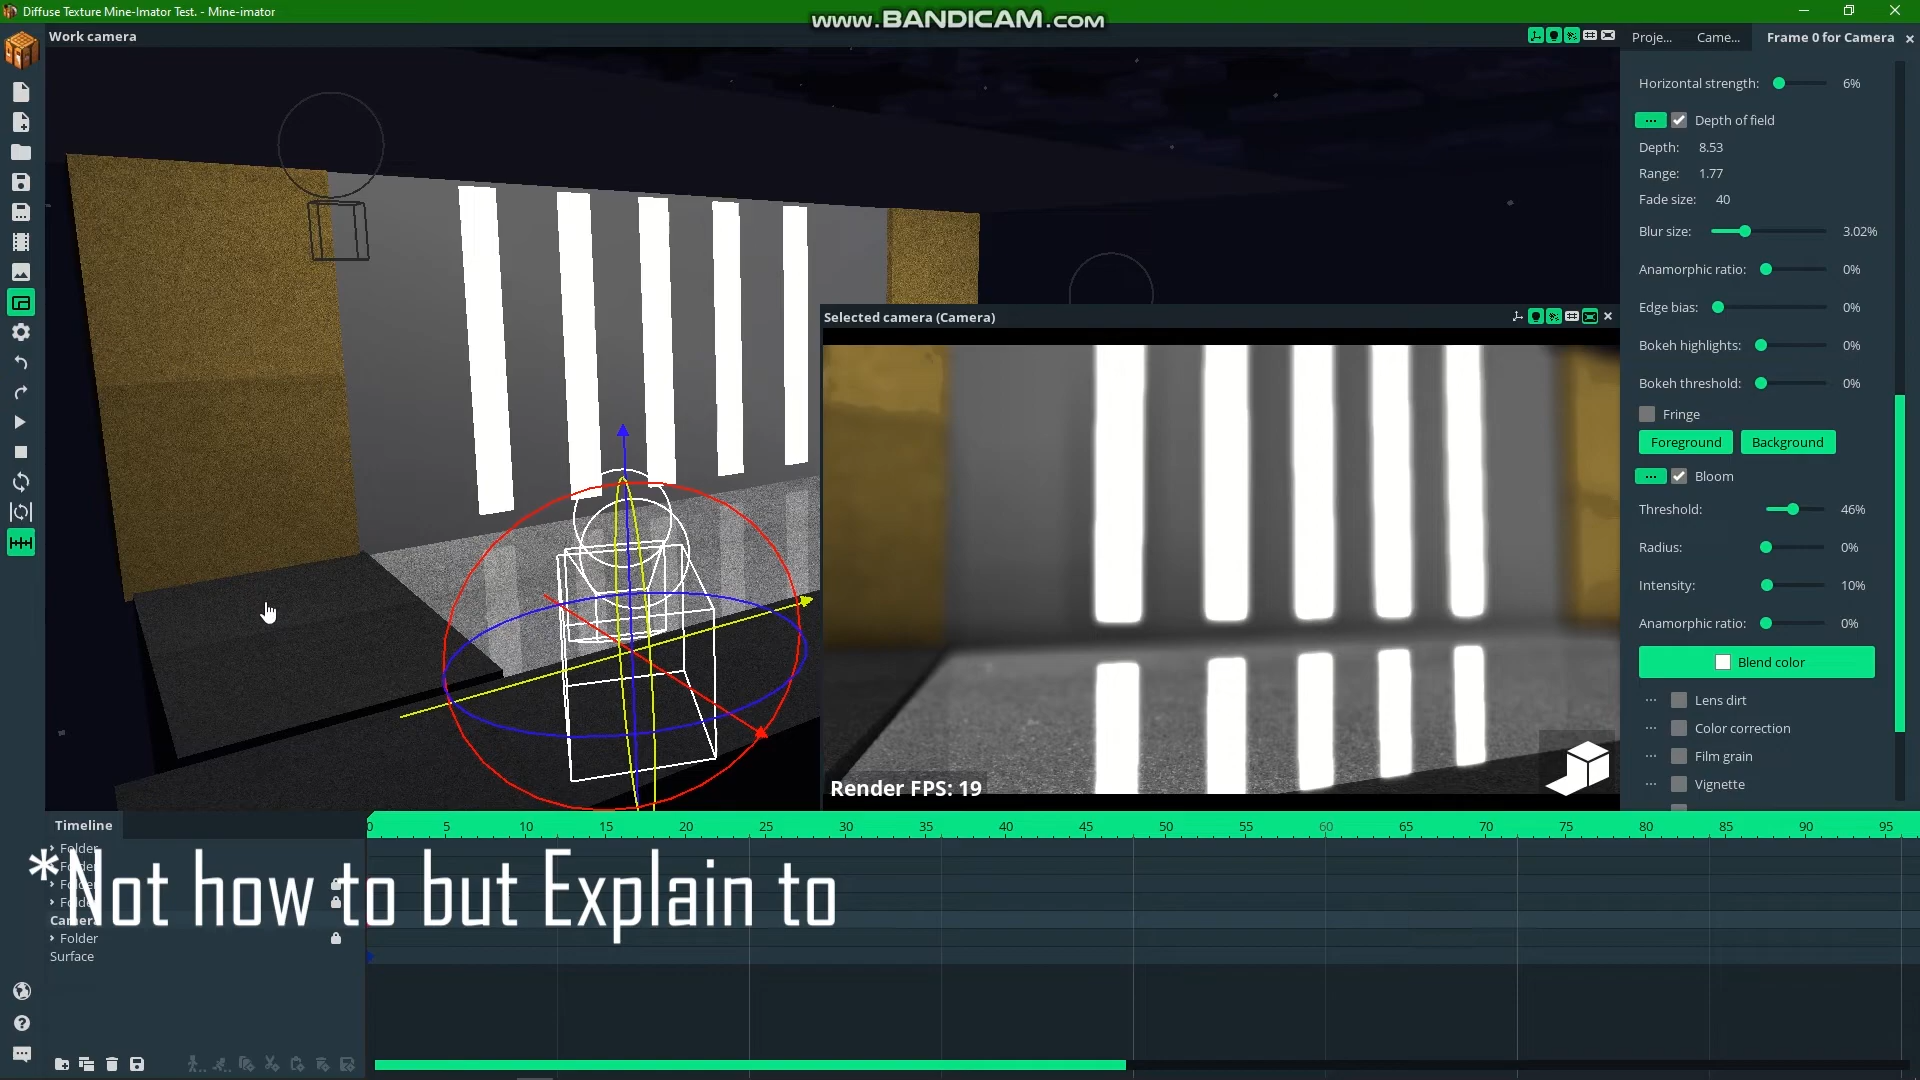 Diffuse Texture Mine-Imator Test. - Mine-imator
WWW.BANDICAM.COM
Work camera
Proje...
Came...
Frame 0 for Camera
Horizontal strength: 6%
Depth of field
Depth: 8.53
Range: 1.77
Fade size: 40
Blur size: 3.02%
Anamorphic ratio: 0%
Edge bias: 0%
Bokeh highlights: 0%
Bokeh threshold: 0%
Fringe
Foreground Background
Bloom
Threshold: 46%
Radius: 0%
Intensity: 10%
Anamorphic ratio: 0%
Blend color
Lens dirt
Color correction
Film grain
Vignette
Selected camera (Camera)
Render FPS: 19
Timeline
0 5 10 15 20 25 30 35 40 45 50 55 60 65 70 75 80 85 90 95
Folder
Folder
Folder
Folder
Camera
Folder
Surface
*Not how to but Explain to